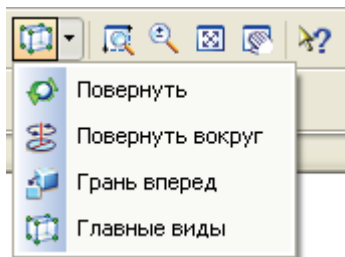 Повернуть
Повернуть вокруг
Грань вперед
Главные виды